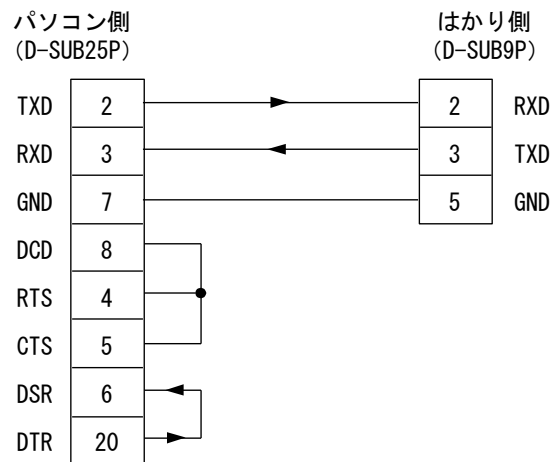 パソコン側 はかり側
(D-SUB25P) (D-SUB9P)
TXD 2 2 RXD
RXD 3 3 TXD
GND 7 5 GND
DCD 8
RTS 4
CTS 5
DSR 6
DTR 20